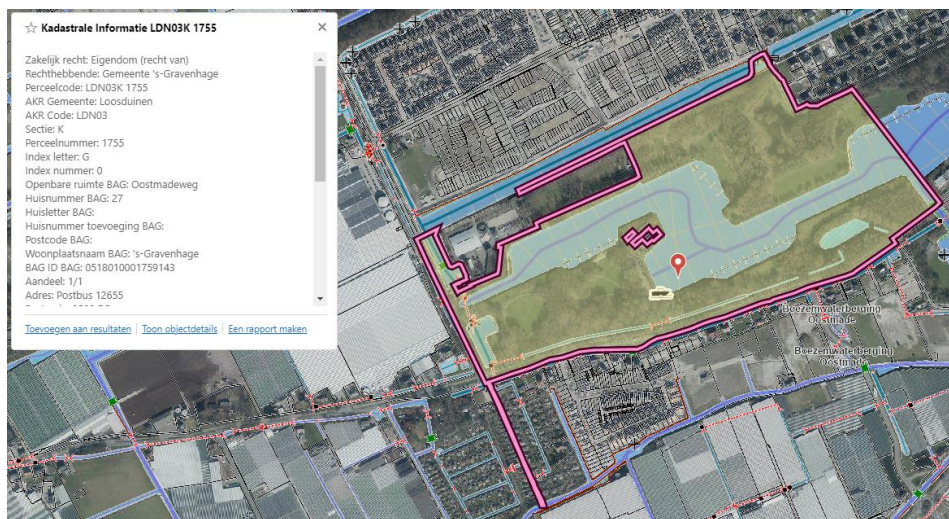 Kadastrale Informatie LDN03K 1755
Zakelijk recht: Eigendom (recht van)
Rechthebbende: Gemeente 's-Gravenhage
Perceelcode: LDN03K 1755
AKR Gemeente: Loosduinen
AKR Code: LDN03
Sectie: K
Perceelnummer: 1755
Index letter: G
Index nummer: 0
Openbare ruimte BAG: Oostmadeweg
Huisnummer BAG: 27
Huisletter BAG:
Huisnummer toevoeging BAG:
Postcode BAG:
Woonplaatsnaam BAG: 's-Gravenhage
BAG ID BAG: 0518010001759143
Aandeel: 1/1
Adres: Postbus 12655
Toevoegen aan resultaten
Toon objectdetails
Een rapport maken
Boezemwaterberging
Oostmade
Boezemwaterberging
Oostmade